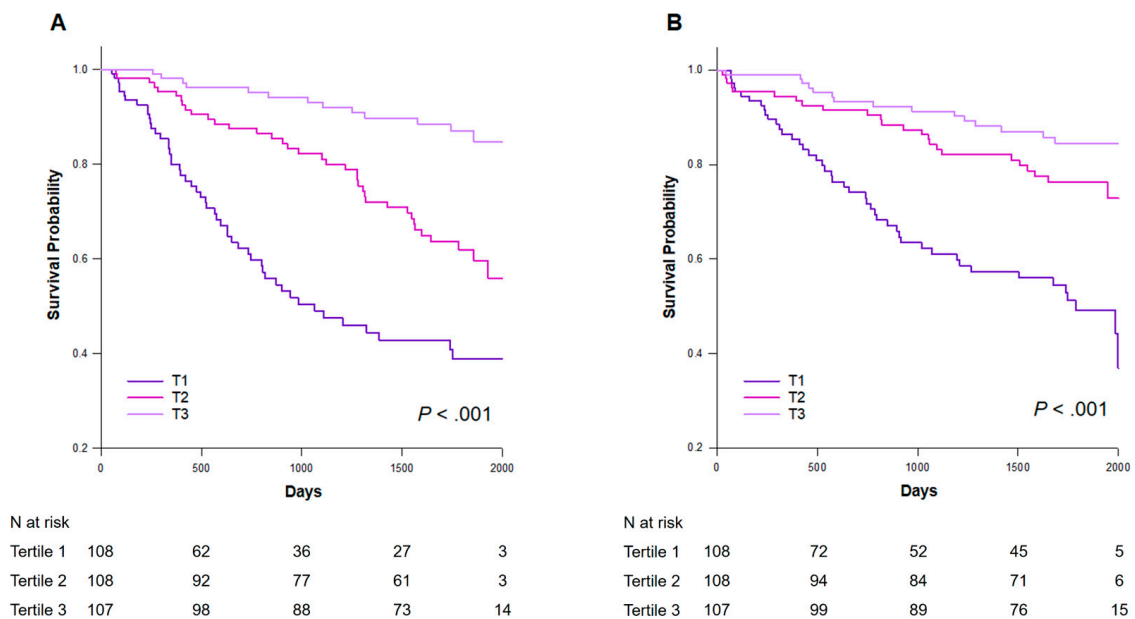 A
Survival Probability
1.0
0.8
0.6
0.4
0.2
T1
T2
T3
P < .001
0 500 1000 1500 2000
Days
N at risk
Tertile 1 108 62 36 27 3
Tertile 2 108 92 77 61 3
Tertile 3 107 98 88 73 14
B
Survival Probability
1.0
0.8
0.6
0.4
0.2
T1
T2
T3
P < .001
0 500 1000 1500 2000
Days
N at risk
Tertile 1 108 72 52 45 5
Tertile 2 108 94 84 71 6
Tertile 3 107 99 89 76 15